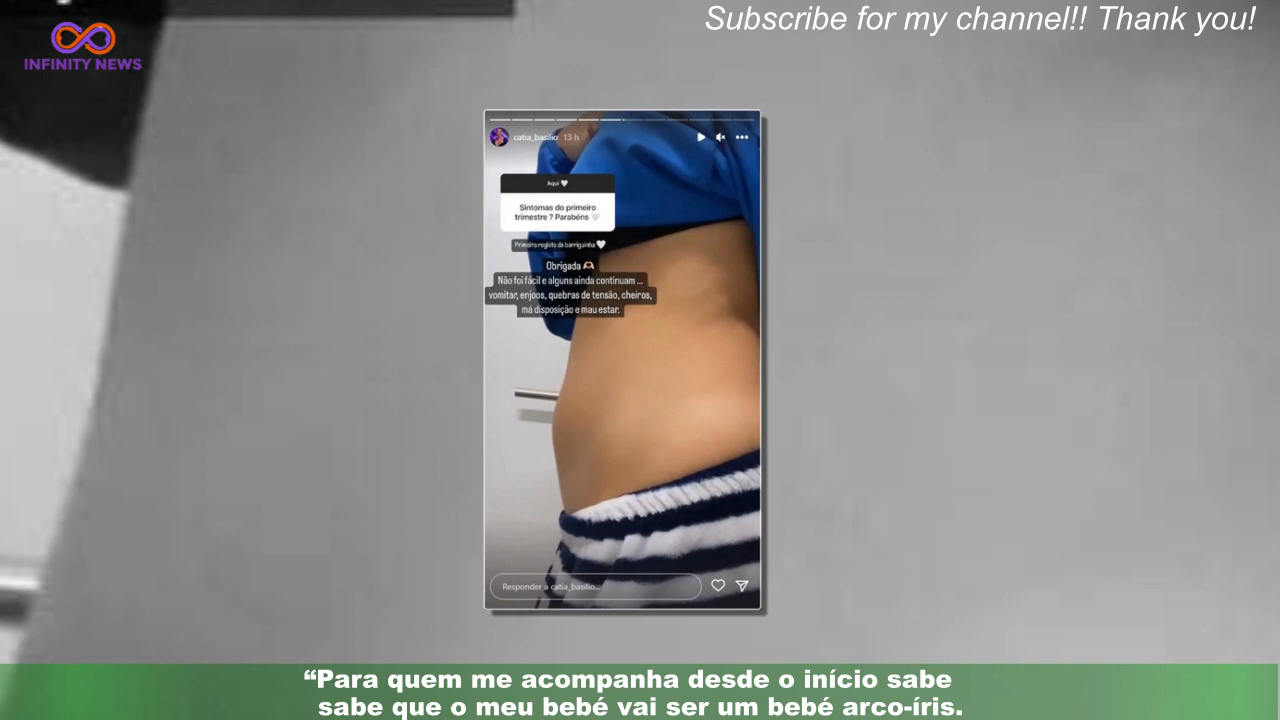 Subscribe for my channel!! Thank you!
INFINITY NEWS
catia_basilio 13 h
Aqui 🤍
Sintomas do primeiro
trimestre ? Parabéns 🤍
Primeiro registo da barriguinha 🤍
Obrigada 🫶🏻
Não foi fácil e alguns ainda continuam ...
vomitar, enjoos, quebras de tensão, cheiros,
má disposição e mau estar.
Responder a catia_basilio...
“Para quem me acompanha desde o início sabe
sabe que o meu bebé vai ser um bebé arco-íris.